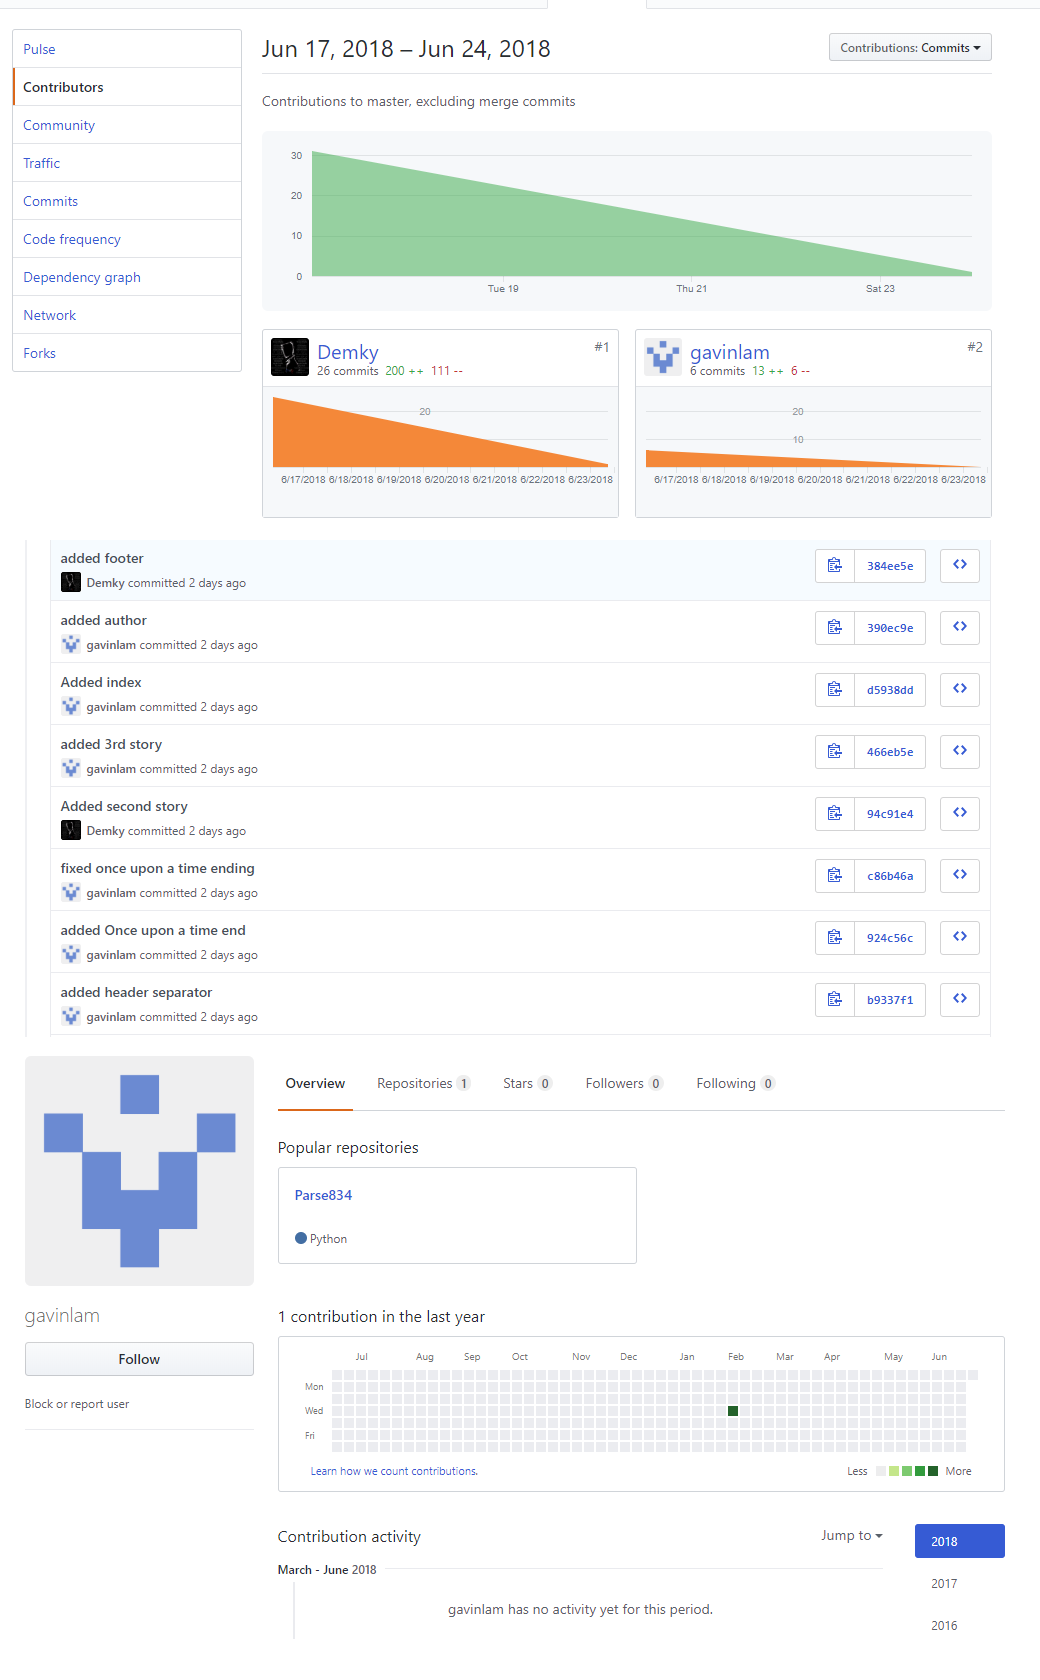 Pulse
Contributors
Community
Traffic
Commits
Code frequency
Dependency graph
Network
Forks
Jun 17, 2018 – Jun 24, 2018
Contributions: Commits
Contributions to master, excluding merge commits
30
20
10
0
Tue 19
Thu 21
Sat 23
Demky
#1
26 commits 200 ++ 111 --
20
6/17/2018 6/18/2018 6/19/2018 6/20/2018 6/21/2018 6/22/2018 6/23/2018
gavinlam
#2
6 commits 13 ++ 6 --
20
10
6/17/2018 6/18/2018 6/19/2018 6/20/2018 6/21/2018 6/22/2018 6/23/2018
added footer
Demky committed 2 days ago
384ee5e
added author
gavinlam committed 2 days ago
390ec9e
Added index
gavinlam committed 2 days ago
d5938dd
added 3rd story
gavinlam committed 2 days ago
466eb5e
Added second story
Demky committed 2 days ago
94c91e4
fixed once upon a time ending
gavinlam committed 2 days ago
c86b46a
added Once upon a time end
gavinlam committed 2 days ago
924c56c
added header separator
gavinlam committed 2 days ago
b9337f1
gavinlam
Follow
Block or report user
Overview Repositories 1 Stars 0 Followers 0 Following 0
Popular repositories
Parse834
Python
1 contribution in the last year
Jul Aug Sep Oct Nov Dec Jan Feb Mar Apr May Jun
Mon
Wed
Fri
Learn how we count contributions.
Less More
Contribution activity
Jump to
2018
2017
2016
March - June 2018
gavinlam has no activity yet for this period.